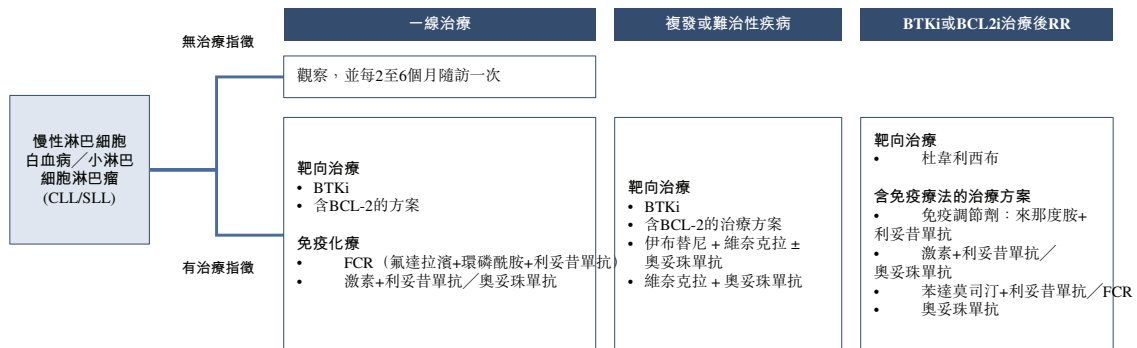 一線治療
複發或難治性疾病
BTKi或BCL2i治療後RR
無治療指徵
觀察，並每2至6個月隨訪一次
慢性淋巴細胞
白血病／小淋巴
細胞淋巴瘤
(CLL/SLL)
有治療指徵
靶向治療
• BTKi
• 含BCL-2的方案
免疫化療
• FCR（氟達拉濱+環磷酰胺+利妥昔單抗）
• 激素+利妥昔單抗／奧妥珠單抗
靶向治療
• BTKi
• 含BCL-2的治療方案
• 伊布替尼 + 維奈克拉 ±
奧妥珠單抗
• 維奈克拉 + 奧妥珠單抗
靶向治療
• 杜韋利西布
含免疫療法的治療方案
• 免疫調節劑：來那度胺+
利妥昔單抗
• 激素+利妥昔單抗／
奧妥珠單抗
• 苯達莫司汀+利妥昔單抗／FCR
• 奧妥珠單抗